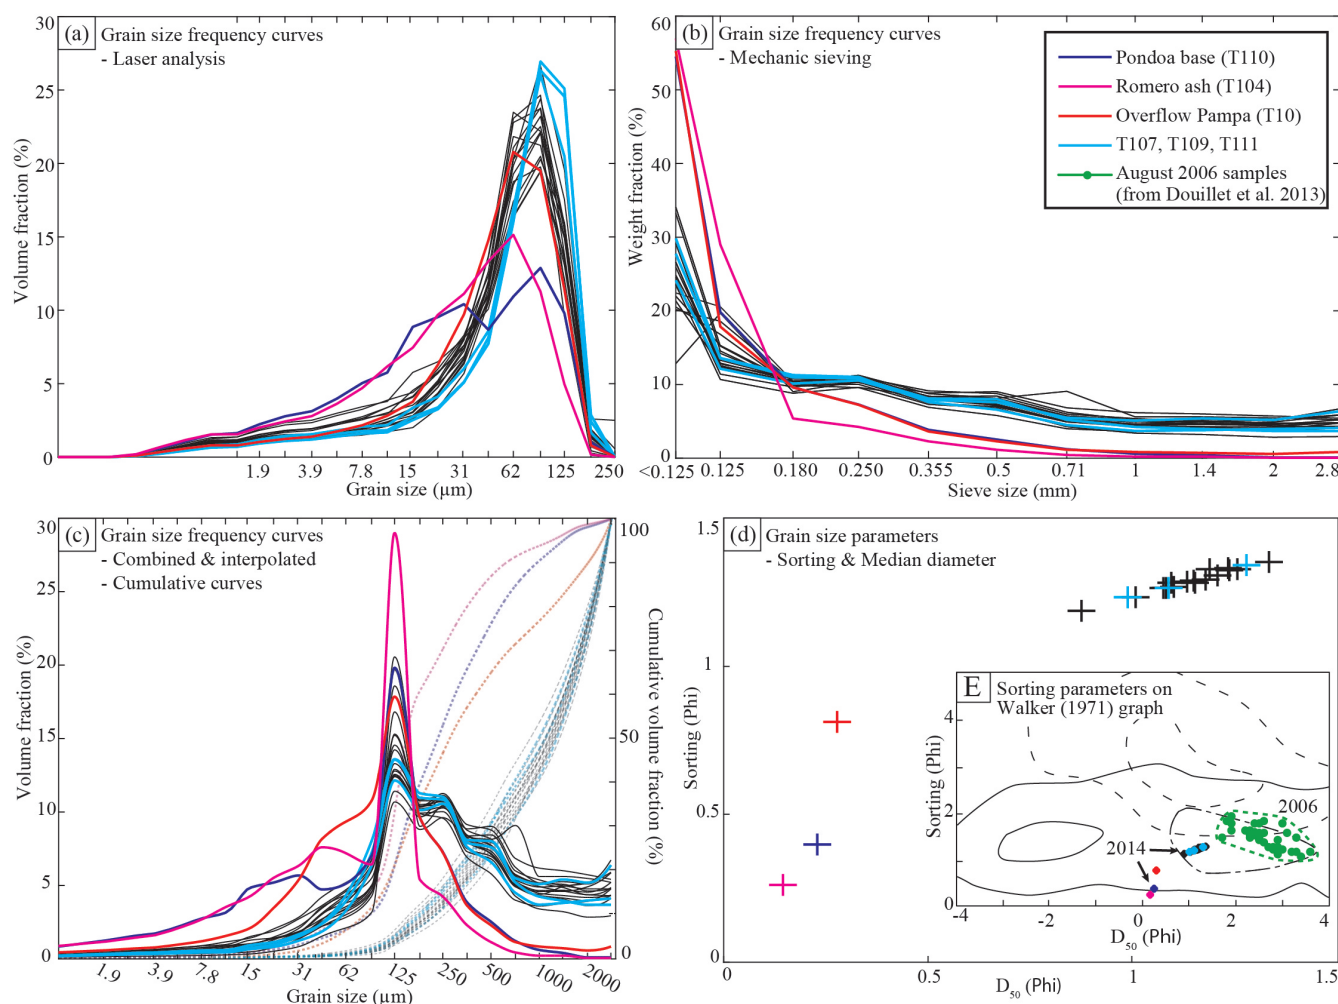 (a)
Grain size frequency curves
- Laser analysis
Volume fraction (%)
30
25
20
15
10
5
0
1.9 3.9 7.8 15 31 62 125 250
Grain size (µm)
(b)
Grain size frequency curves
- Mechanic sieving
Weight fraction (%)
60
50
40
30
20
10
0
<0.125 0.125 0.180 0.250 0.355 0.5 0.71 1 1.4 2 2.8
Sieve size (mm)
Pondoa base (T110)
Romero ash (T104)
Overflow Pampa (T10)
T107, T109, T111
August 2006 samples
(from Douillet et al. 2013)
(c)
Grain size frequency curves
- Combined & interpolated
- Cumulative curves
Volume fraction (%)
30
25
20
15
10
5
0
1.9 3.9 7.8 15 31 62 125 250 500 1000 2000
Grain size (µm)
100
50
0
Cumulative volume fraction (%)
(d)
Grain size parameters
- Sorting & Median diameter
Sorting (Phi)
1.5
1
0.5
0
0.5
1
1.5
D50 (Phi)
E
Sorting parameters on
Walker (1971) graph
Sorting (Phi)
4
2
0
2006
2014
-4 -2 0 2 4
D50 (Phi)